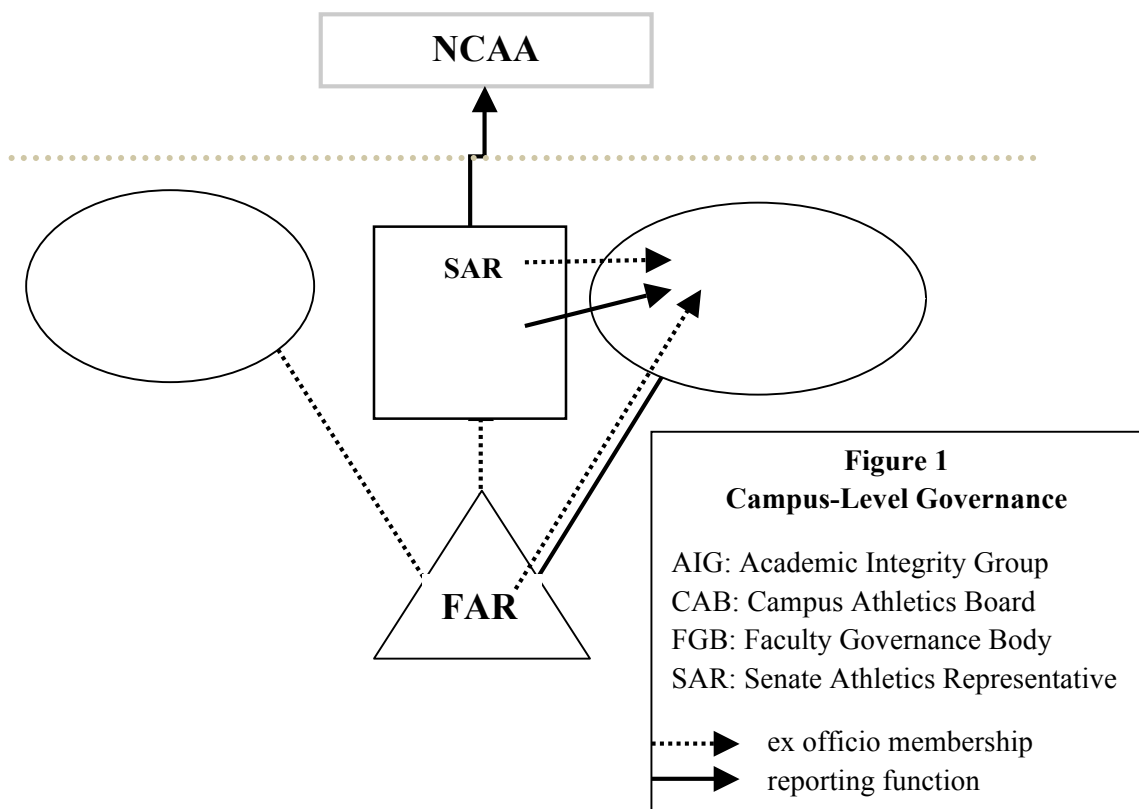 NCAA
SAR
FAR
Figure 1
Campus-Level Governance
AIG: Academic Integrity Group
CAB: Campus Athletics Board
FGB: Faculty Governance Body
SAR: Senate Athletics Representative
ex officio membership
reporting function